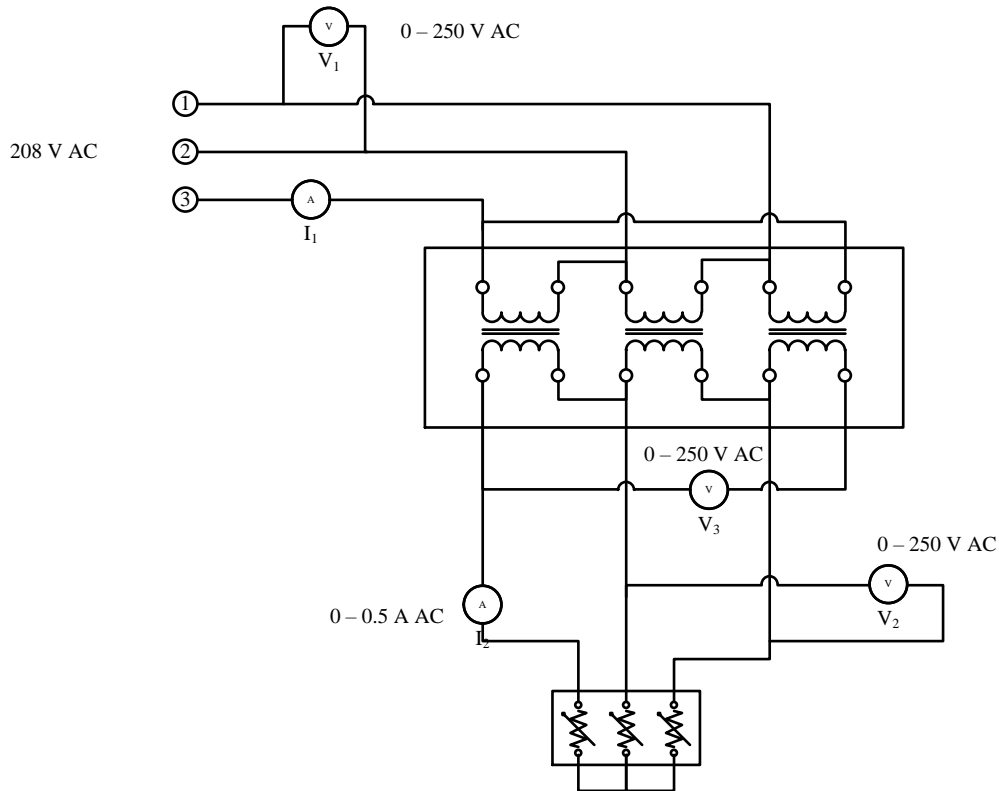 V
0 – 250 V AC
V1
1
208 V AC
2
3
A
I1
0 – 250 V AC
V
V3
0 – 250 V AC
V
V2
0 – 0.5 A AC
A
I2